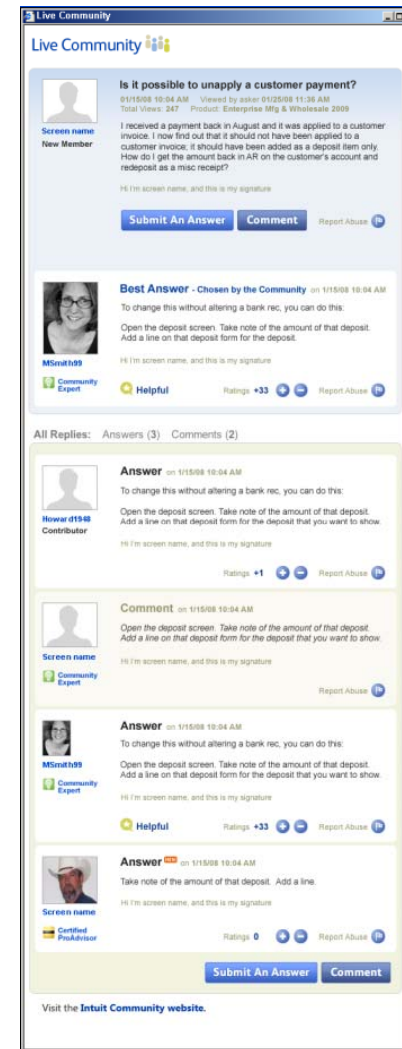 Live Community
Live Community
Is it possible to unapply a customer payment?
01/15/08 10:04 AM Viewed by asker 01/25/08 11:36 AM
Total Views: 247 Product: Enterprise Mfg & Wholesale 2009
Screen name
New Member
I received a payment back in August and it was applied to a customer
invoice. I now find out that it should not have been applied to a
customer invoice; it should have been added as a deposit item only.
How do I get the amount back in AR on the customer's account and
redeposit as a misc receipt?
Hi I'm screen name, and this is my signature
Submit An Answer Comment Report Abuse
Best Answer - Chosen by the Community on 1/15/08 10:04 AM
To change this without altering a bank rec, you can do this:
Open the deposit screen. Take note of the amount of that deposit.
Add a line on that deposit form for the deposit.
MSmith99
Hi I'm screen name, and this is my signature
Community
Expert
Helpful Ratings +33 Report Abuse
All Replies: Answers (3) Comments (2)
Answer on 1/15/08 10:04 AM
To change this without altering a bank rec, you can do this:
Open the deposit screen. Take note of the amount of that deposit.
Add a line on that deposit form for the deposit that you want to show.
Howard1948
Contributor
Hi I'm screen name, and this is my signature
Ratings +1 Report Abuse
Comment on 1/15/08 10:04 AM
Open the deposit screen. Take note of the amount of that deposit.
Add a line on that deposit form for the deposit that you want to show.
Screen name
Hi I'm screen name, and this is my signature
Community
Expert
Report Abuse
Answer on 1/15/08 10:04 AM
To change this without altering a bank rec, you can do this:
MSmith99
Open the deposit screen. Take note of the amount of that deposit.
Add a line on that deposit form for the deposit that you want to show.
Community
Expert
Hi I'm screen name, and this is my signature
Helpful Ratings +33 Report Abuse
Answer NEW on 1/15/08 10:04 AM
Take note of the amount of that deposit. Add a line.
Hi I'm screen name, and this is my signature
Screen name
Certified
ProAdvisor
Ratings 0 Report Abuse
Submit An Answer Comment
Visit the Intuit Community website.